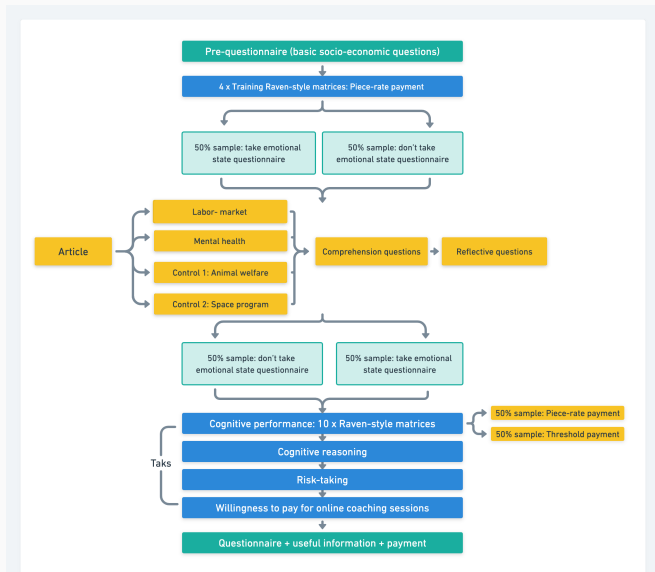 Pre-questionnaire (basic socio-economic questions)
4 x Training Raven-style matrices: Piece-rate payment
50% sample: take emotional
state questionnaire
50% sample: don't take
emotional state questionnaire
Article
Labor- market
Mental health
Control 1: Animal welfare
Control 2: Space program
Comprehension questions
Reflective questions
50% sample: don't take
emotional state questionnaire
50% sample: take emotional
state questionnaire
Cognitive performance: 10 x Raven-style matrices
50% sample: Piece-rate payment
50% sample: Threshold payment
Taks
Cognitive reasoning
Risk-taking
Willingness to pay for online coaching sessions
Questionnaire + useful information + payment